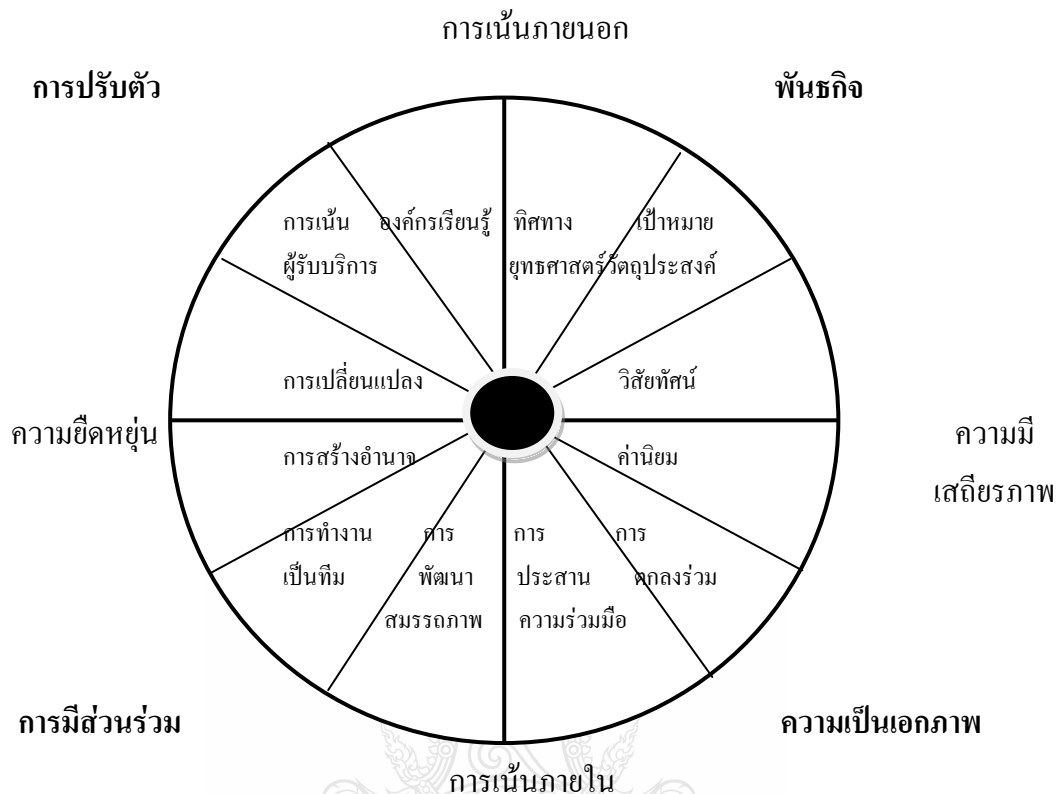 การเน้นภายนอก
การปรับตัว พันธกิจ
การเน้น องค์กรเรียนรู้ ทิศทาง เป้าหมาย
ผู้รับบริการ ยุทธศาสตร์ วัตถุประสงค์
การเปลี่ยนแปลง วิสัยทัศน์
ความยืดหยุ่น ความมี
เสถียรภาพ
การสร้างอำนาจ ค่านิยม
การทำงาน การ การ การ
เป็นทีม พัฒนา ประสาน ตกลงร่วม
สมรรถภาพ ความร่วมมือ
การมีส่วนร่วม ความเป็นเอกภาพ
การเน้นภายใน